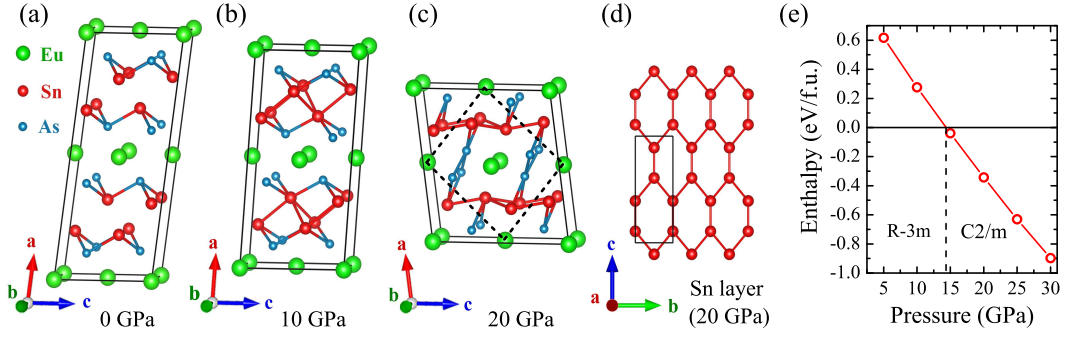 (a)
Eu
Sn
As
a
b
c
0 GPa
(b)
a
b
c
10 GPa
(c)
a
b
c
20 GPa
(d)
c
a
b
Sn layer
(20 GPa)
(e)
Enthalpy (eV/f.u.)
0.6
0.4
0.2
0.0
-0.2
-0.4
-0.6
-0.8
-1.0
R-3m
C2/m
5 10 15 20 25 30
Pressure (GPa)